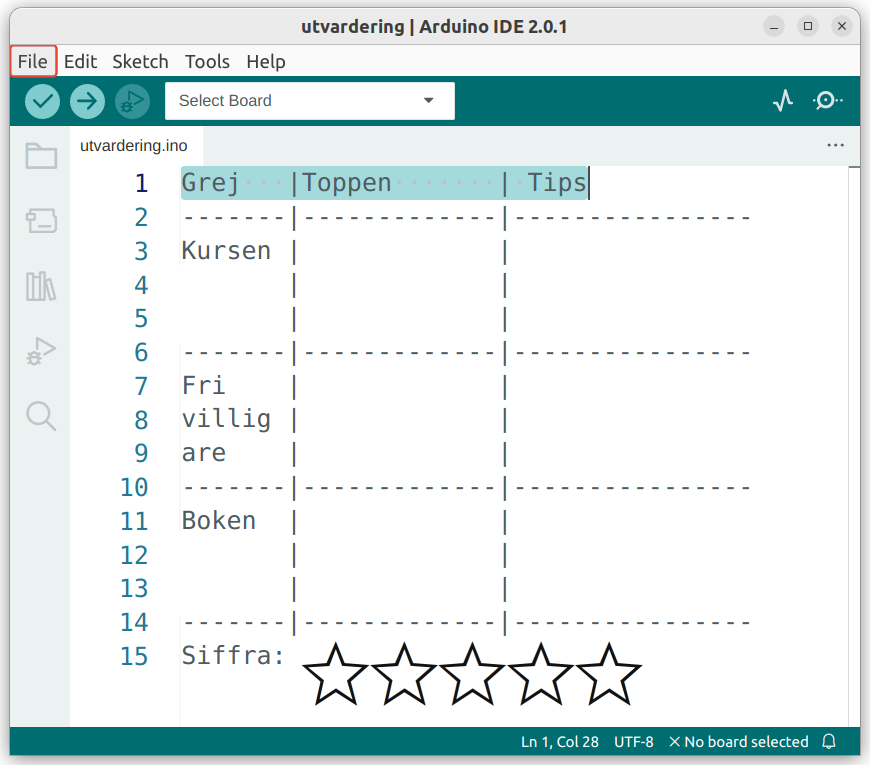 utvardering | Arduino IDE 2.0.1
File Edit Sketch Tools Help
Select Board
utvardering.ino
1 Grej   |Toppen       |  Tips
2 -------|-------------|----------------
3 Kursen |             |
4        |             |
5        |             |
6 -------|-------------|----------------
7 Fri    |             |
8 villig |             |
9 are    |             |
10 -------|-------------|----------------
11 Boken  |             |
12        |             |
13        |             |
14 -------|-------------|----------------
15 Siffra: ☆☆☆☆☆
Ln 1, Col 28 UTF-8 × No board selected